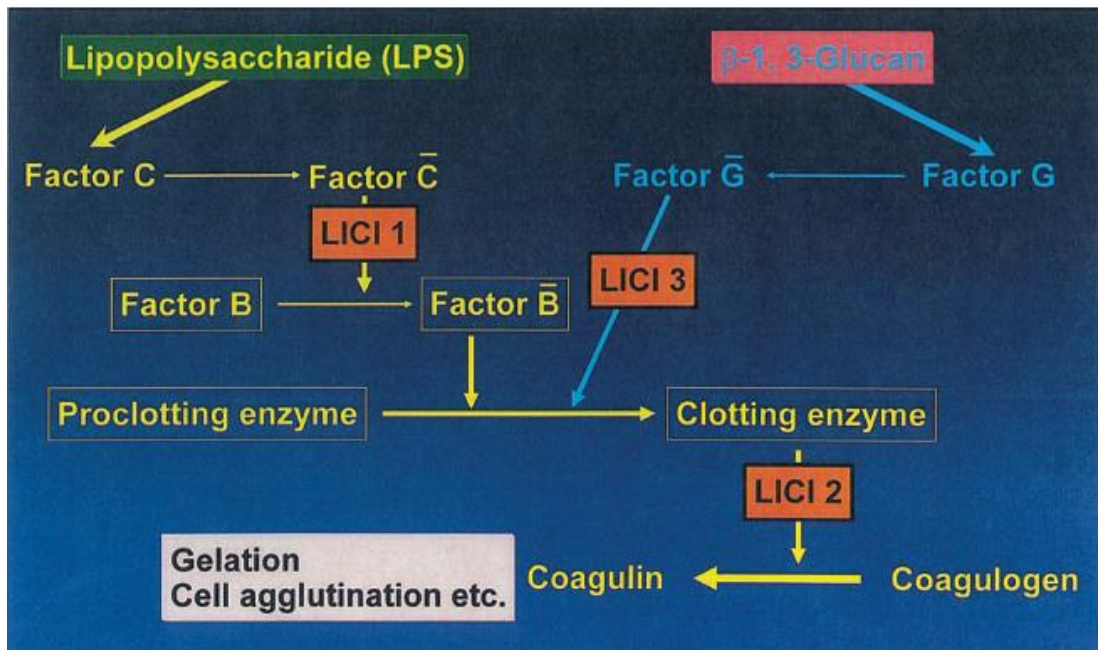 Lipopolysaccharide (LPS)
β-1, 3-Glucan
Factor C
Factor C̅
Factor G̅
Factor G
LICI 1
LICI 3
Factor B
Factor B̅
Proclotting enzyme
Clotting enzyme
LICI 2
Gelation
Cell agglutination etc.
Coagulin
Coagulogen